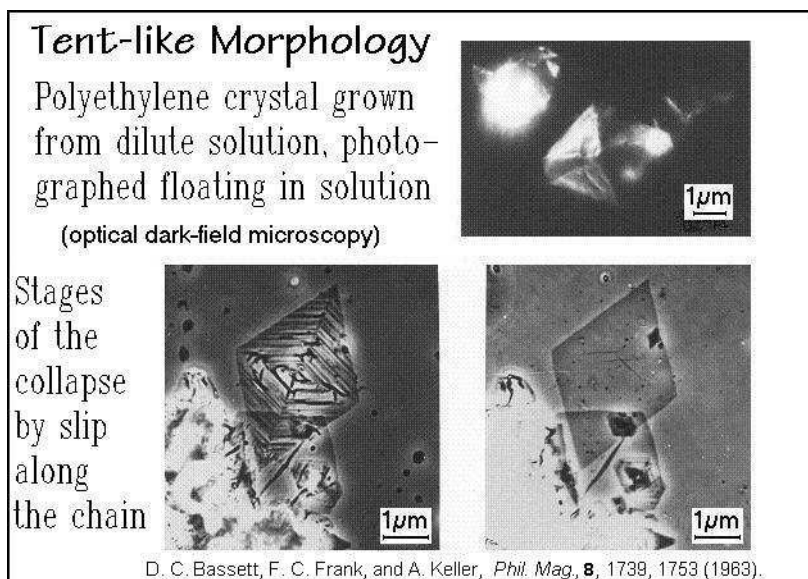 Tent-like Morphology
Polyethylene crystal grown
from dilute solution, photo-
graphed floating in solution
(optical dark-field microscopy)
1µm
Stages
of the
collapse
by slip
along
the chain
1µm
1µm
D. C. Bassett, F. C. Frank, and A. Keller, Phil. Mag., 8, 1739, 1753 (1963).